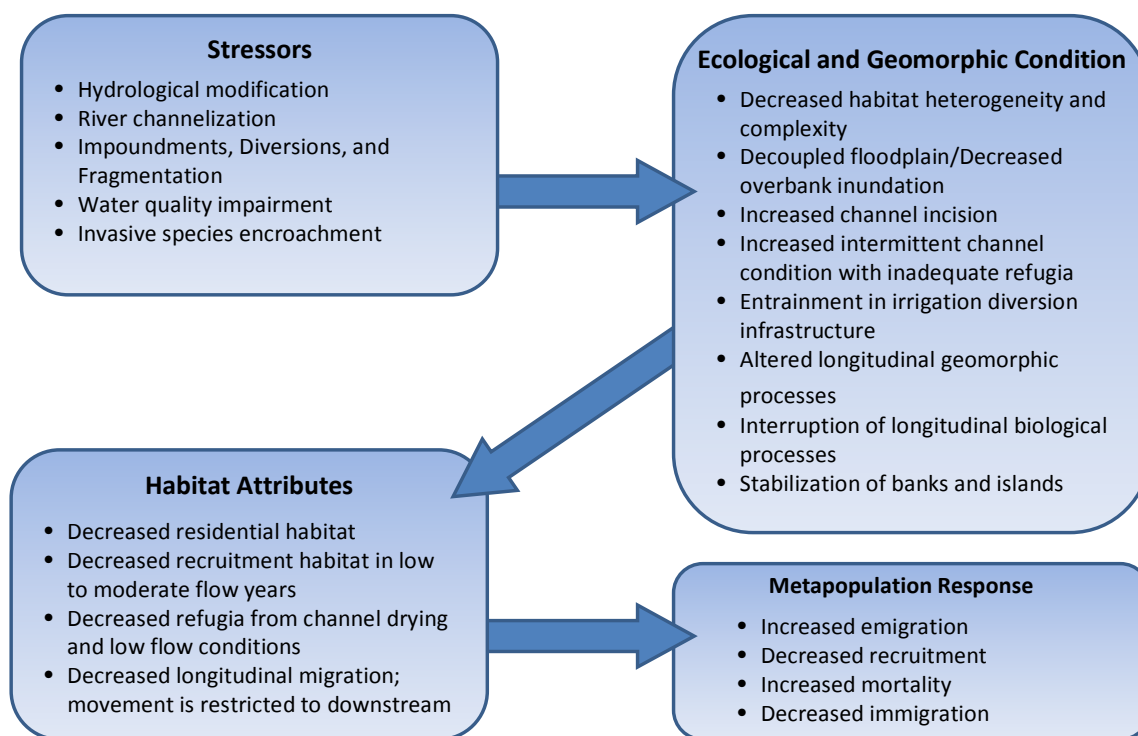 Stressors
• Hydrological modification
• River channelization
• Impoundments, Diversions, and
Fragmentation
• Water quality impairment
• Invasive species encroachment
Ecological and Geomorphic Condition
• Decreased habitat heterogeneity and
complexity
• Decoupled floodplain/Decreased
overbank inundation
• Increased channel incision
• Increased intermittent channel
condition with inadequate refugia
• Entrainment in irrigation diversion
infrastructure
• Altered longitudinal geomorphic
processes
• Interruption of longitudinal biological
processes
• Stabilization of banks and islands
Habitat Attributes
• Decreased residential habitat
• Decreased recruitment habitat in low
to moderate flow years
• Decreased refugia from channel drying
and low flow conditions
• Decreased longitudinal migration;
movement is restricted to downstream
Metapopulation Response
• Increased emigration
• Decreased recruitment
• Increased mortality
• Decreased immigration